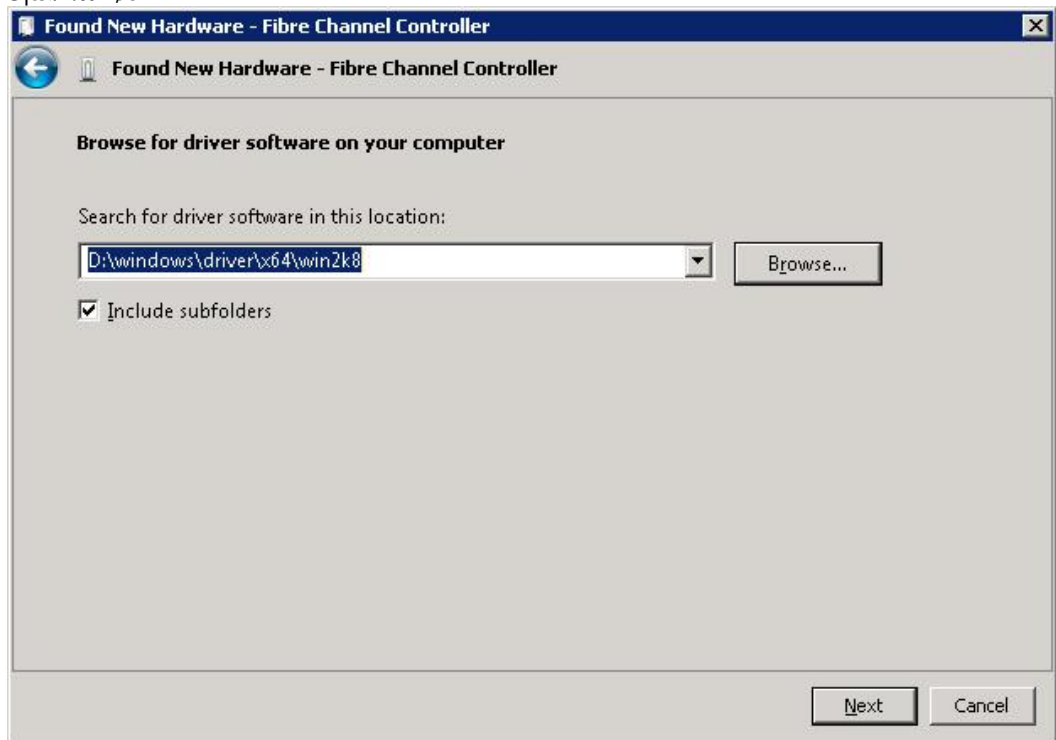 Found New Hardware - Fibre Channel Controller
Found New Hardware - Fibre Channel Controller
Browse for driver software on your computer
Search for driver software in this location:
D:\windows\driver\x64\win2k8
Browse...
Include subfolders
Next
Cancel